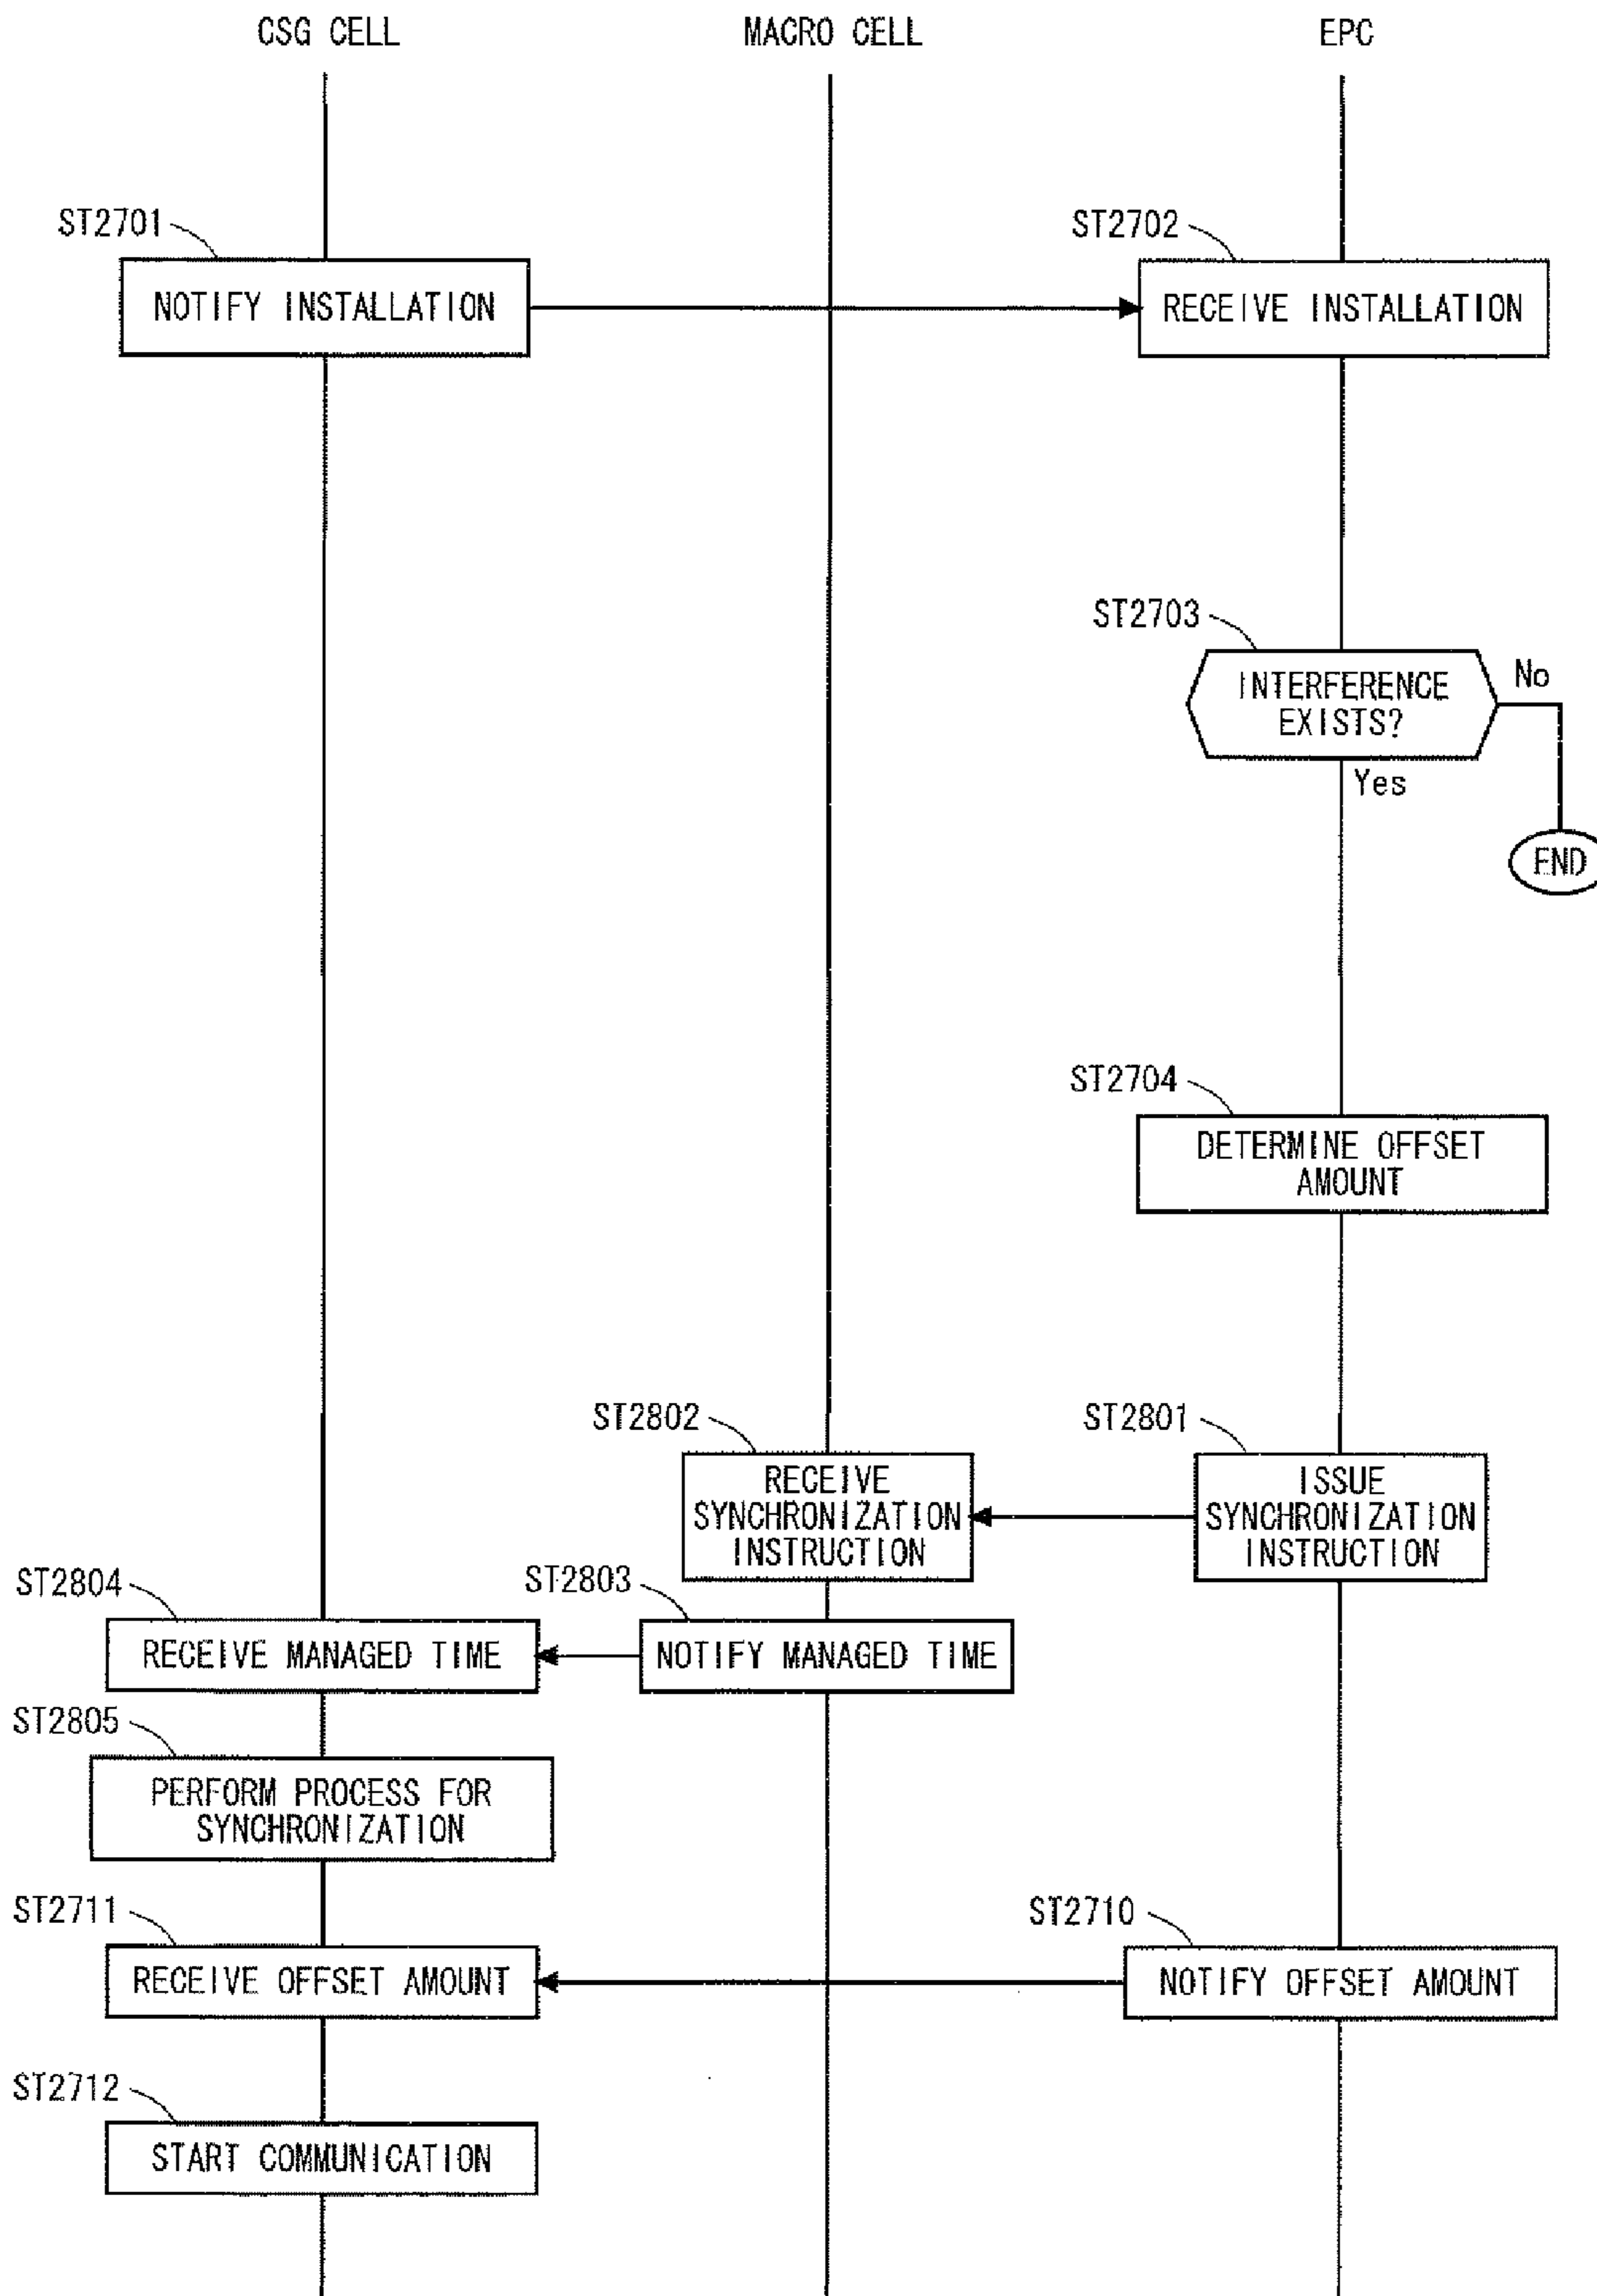 CSG CELL
MACRO CELL
EPC
ST2701
ST2702
NOTIFY INSTALLATION
RECEIVE INSTALLATION
ST2703
INTERFERENCE
EXISTS?
No
Yes
END
ST2704
DETERMINE OFFSET
AMOUNT
ST2802
ST2801
RECEIVE
SYNCHRONIZATION
INSTRUCTION
ISSUE
SYNCHRONIZATION
INSTRUCTION
ST2804
ST2803
RECEIVE MANAGED TIME
NOTIFY MANAGED TIME
ST2805
PERFORM PROCESS FOR
SYNCHRONIZATION
ST2711
ST2710
RECEIVE OFFSET AMOUNT
NOTIFY OFFSET AMOUNT
ST2712
START COMMUNICATION